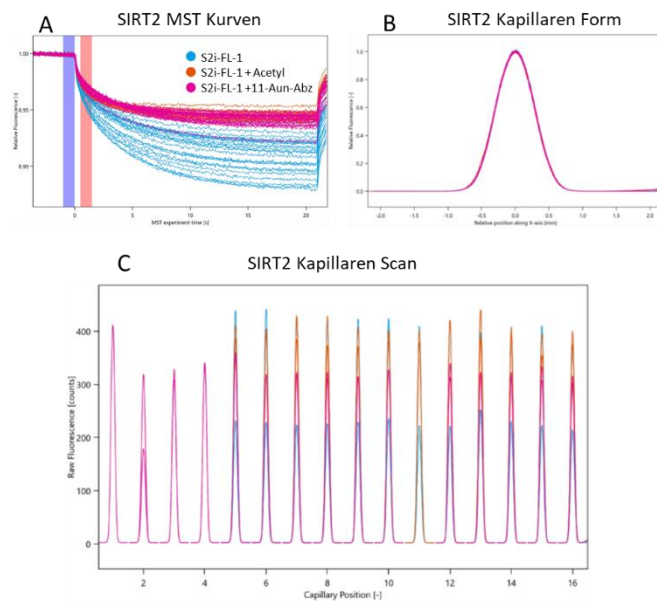 A
SIRT2 MST Kurven
S2i-FL-1
S2i-FL-1 + Acetyl
S2i-FL-1 +11-Aun-Abz
Relative Fluorescence [-]
1.00
0.95
0.90
0
5
10
15
20
MST experiment time [s]
B
SIRT2 Kapillaren Form
Relative Fluorescence [-]
1.0
0.8
0.6
0.4
0.2
0.0
-2.0
-1.5
-1.0
-0.5
0.0
0.5
1.0
1.5
2.0
Relative position along X-axis [mm]
C
SIRT2 Kapillaren Scan
Raw Fluorescence [counts]
400
300
200
100
0
2
4
6
8
10
12
14
16
Capillary Position [-]